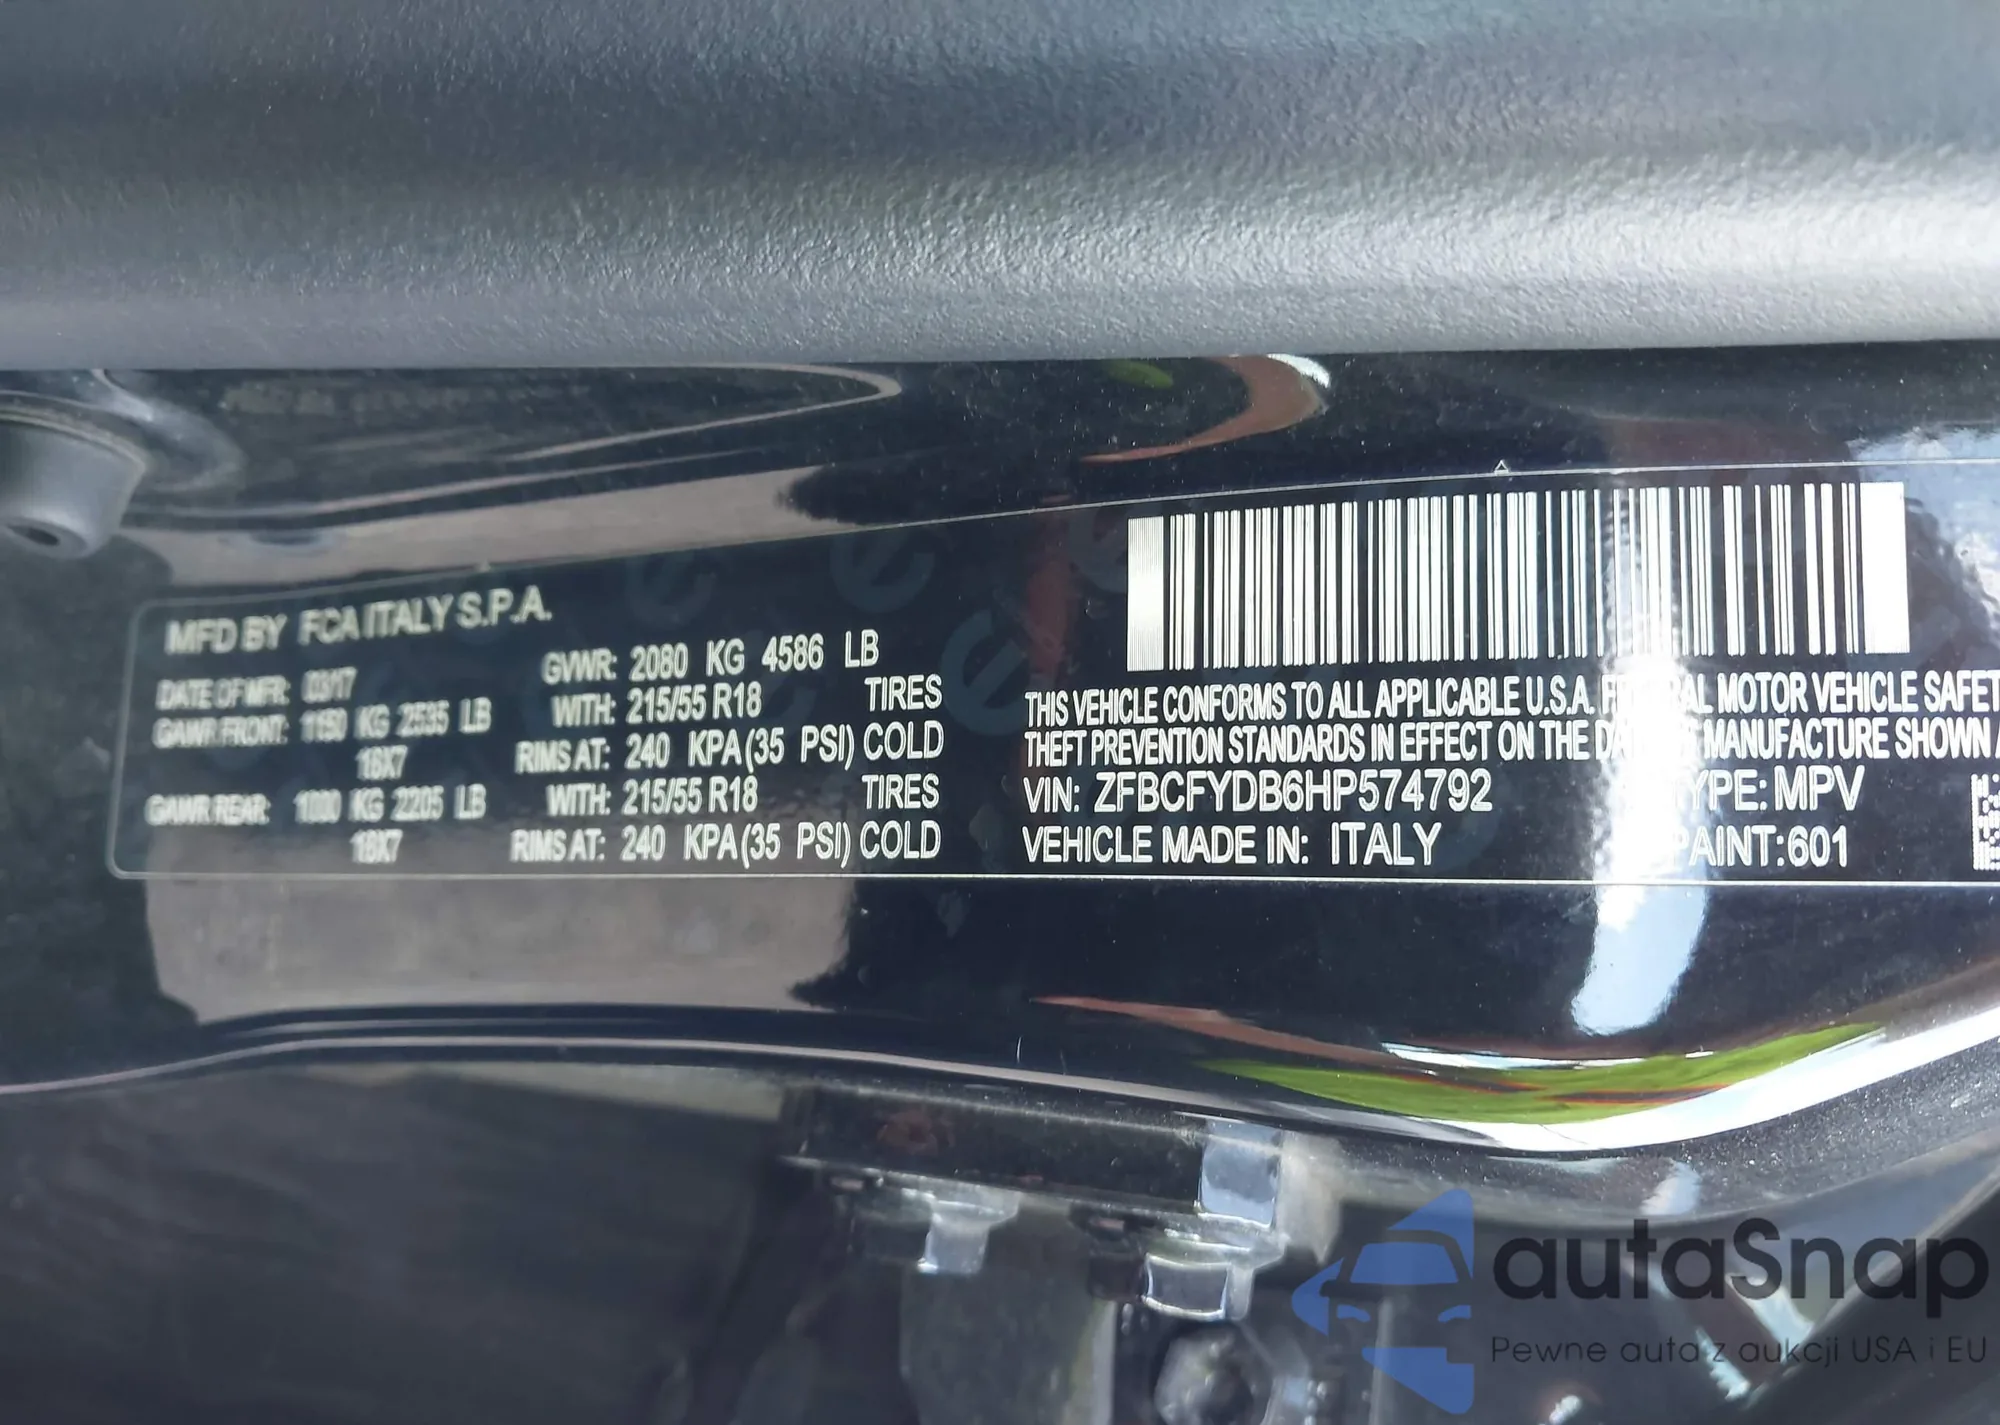 MFD BY FCA ITALY S.P.A.
DATE OF MFR: 03/17
GAWR FRONT: 1150 KG 2535 LB
18X7
GAWR REAR: 1000 KG 2205 LB
18X7
GVWR: 2080 KG 4586 LB
WITH: 215/55 R18 TIRES
RIMS AT: 240 KPA (35 PSI) COLD
WITH: 215/55 R18 TIRES
RIMS AT: 240 KPA (35 PSI) COLD
THIS VEHICLE CONFORMS TO ALL APPLICABLE U.S.A. MOTOR VEHICLE SAFET
THEFT PREVENTION STANDARDS IN EFFECT ON THE MANUFACTURE SHOWN
VIN: ZFBCFYDB6HP574792 TYPE: MPV
VEHICLE MADE IN: ITALY PAINT:601
autaSnap
Pewne auta z aukcji USA i EU